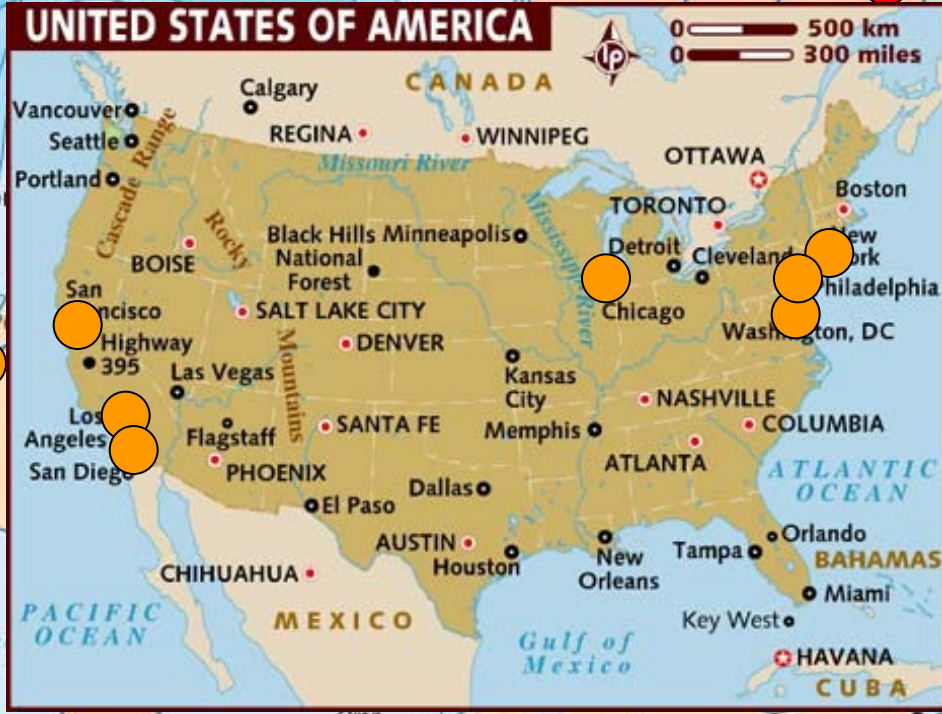 UNITED STATES OF AMERICA
0 500 km
0 300 miles
lp
CANADA
Calgary
Vancouver
REGINA
WINNIPEG
Seattle
Cascade Range
Missouri River
OTTAWA
Portland
Boston
TORONTO
Mississippi River
Rocky
Black Hills
National
Forest
Minneapolis
Detroit
Cleveland
BOISE
Philadelphia
San
SALT LAKE CITY
Chicago
Washington, DC
Highway
395
Mountains
DENVER
Las Vegas
Kansas
City
NASHVILLE
Los
Angeles
Flagstaff
SANTA FE
Memphis
COLUMBIA
San Diego
PHOENIX
ATLANTA
ATLANTIC
OCEAN
Dallas
El Paso
AUSTIN
Houston
New
Orleans
Tampa
Orlando
BAHAMAS
CHIHUAHUA
Miami
PACIFIC
OCEAN
MEXICO
Gulf of
Mexico
Key West
HAVANA
CUBA